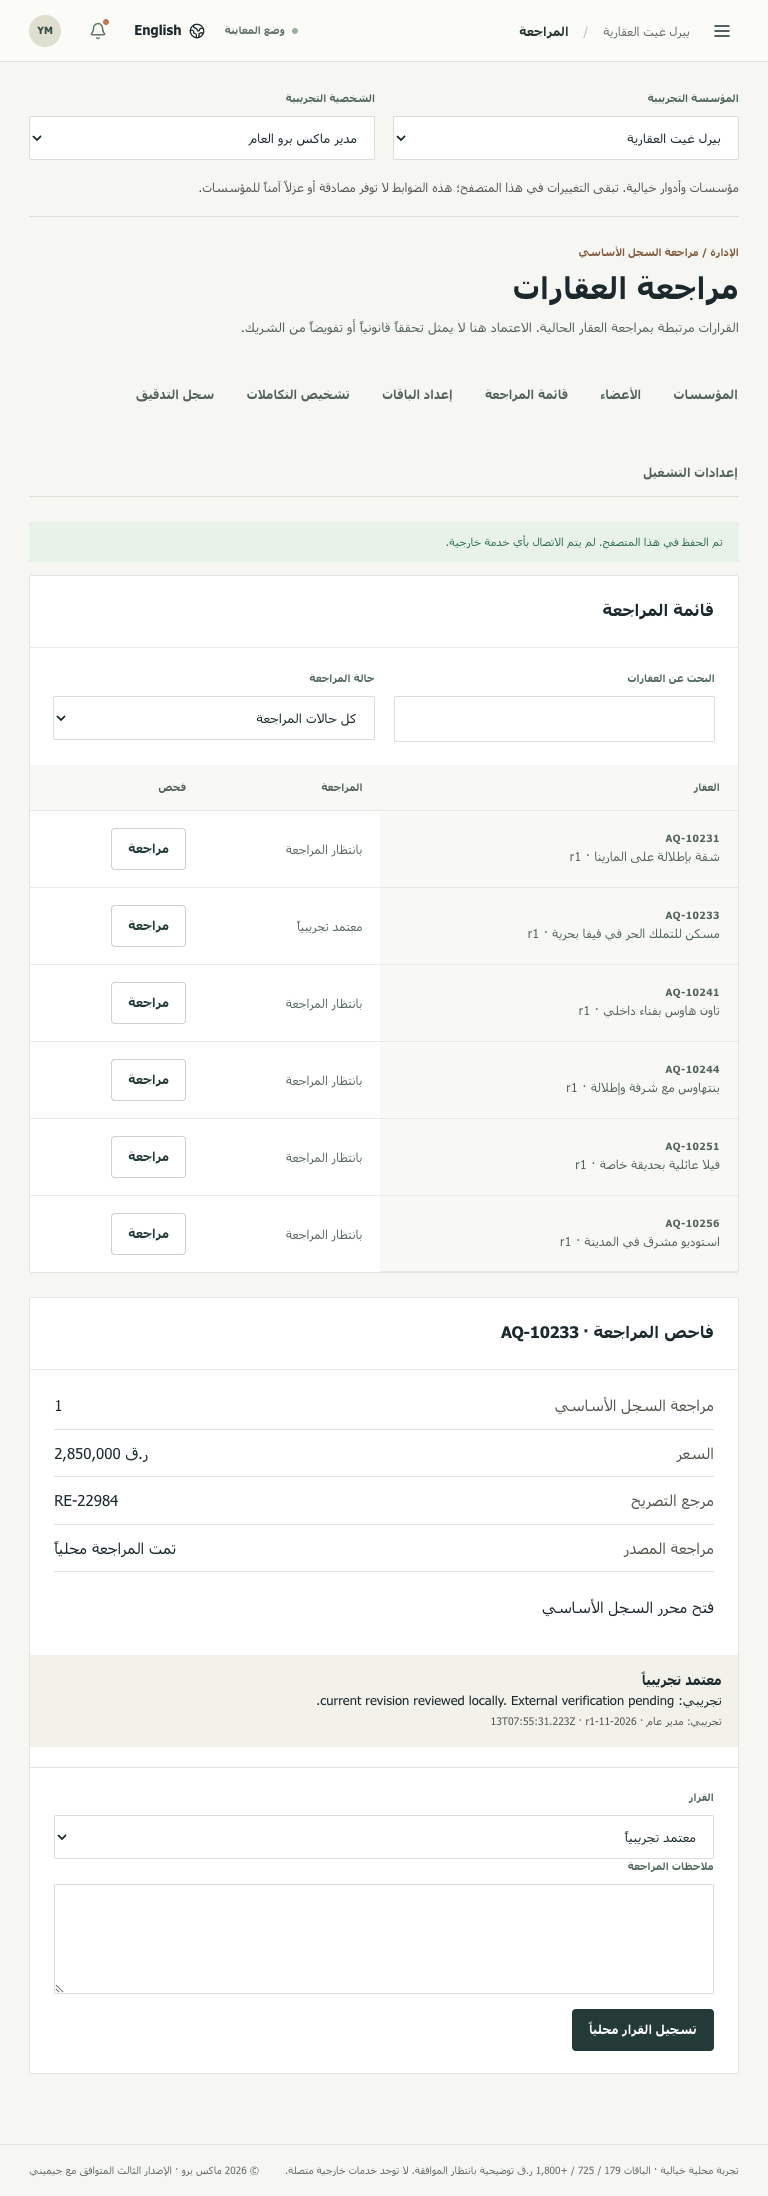 بيرل غيت العقارية / المراجعة
وضع المعاينة
English
YM
المؤسسة التجريبية
بيرل غيت العقارية
الشخصية التجريبية
مدير ماكس برو العام
مؤسسات وأدوار خيالية. تبقى التغييرات في هذا المتصفح؛ هذه الضوابط لا توفر مصادقة أو عزلاً آمناً للمؤسسات.
الإدارة / مراجعة السجل الأساسي
مراجعة العقارات
القرارات مرتبطة بمراجعة العقار الحالية. الاعتماد هنا لا يمثل تحققاً قانونياً أو تفويضاً من الشريك.
المؤسسات الأعضاء قائمة المراجعة إعداد الباقات تشخيص التكاملات سجل التدقيق
إعدادات التشغيل
تم الحفظ في هذا المتصفح. لم يتم الاتصال بأي خدمة خارجية.
قائمة المراجعة
البحث عن العقارات
حالة المراجعة
كل حالات المراجعة
العقار المراجعة فحص
AQ-10231
شقة بإطلالة على المارينا · r1
بانتظار المراجعة
مراجعة
AQ-10233
مسكن للتملك الحر في فيفا بحرية · r1
معتمد تجريبياً
مراجعة
AQ-10241
تاون هاوس بفناء داخلي · r1
بانتظار المراجعة
مراجعة
AQ-10244
بنتهاوس مع شرفة وإطلالة · r1
بانتظار المراجعة
مراجعة
AQ-10251
فيلا عائلية بحديقة خاصة · r1
بانتظار المراجعة
مراجعة
AQ-10256
استوديو مشرق في المدينة · r1
بانتظار المراجعة
مراجعة
فاحص المراجعة · AQ-10233
مراجعة السجل الأساسي 1
السعر ر.ق 2,850,000
مرجع التصريح RE-22984
مراجعة المصدر تمت المراجعة محلياً
فتح محرر السجل الأساسي
معتمد تجريبياً
تجريبي: current revision reviewed locally. External verification pending.
تجريبي: مدير عام · 2026-11-13T07:55:31.223Z · r1
القرار
معتمد تجريبياً
ملاحظات المراجعة
تسجيل القرار محلياً
تجربة محلية خيالية · الباقات 179 / 725 / +1,800 ر.ق توضيحية بانتظار الموافقة. لا توجد خدمات خارجية متصلة.
© 2026 ماكس برو · الإصدار الثالث المتوافق مع جيميني